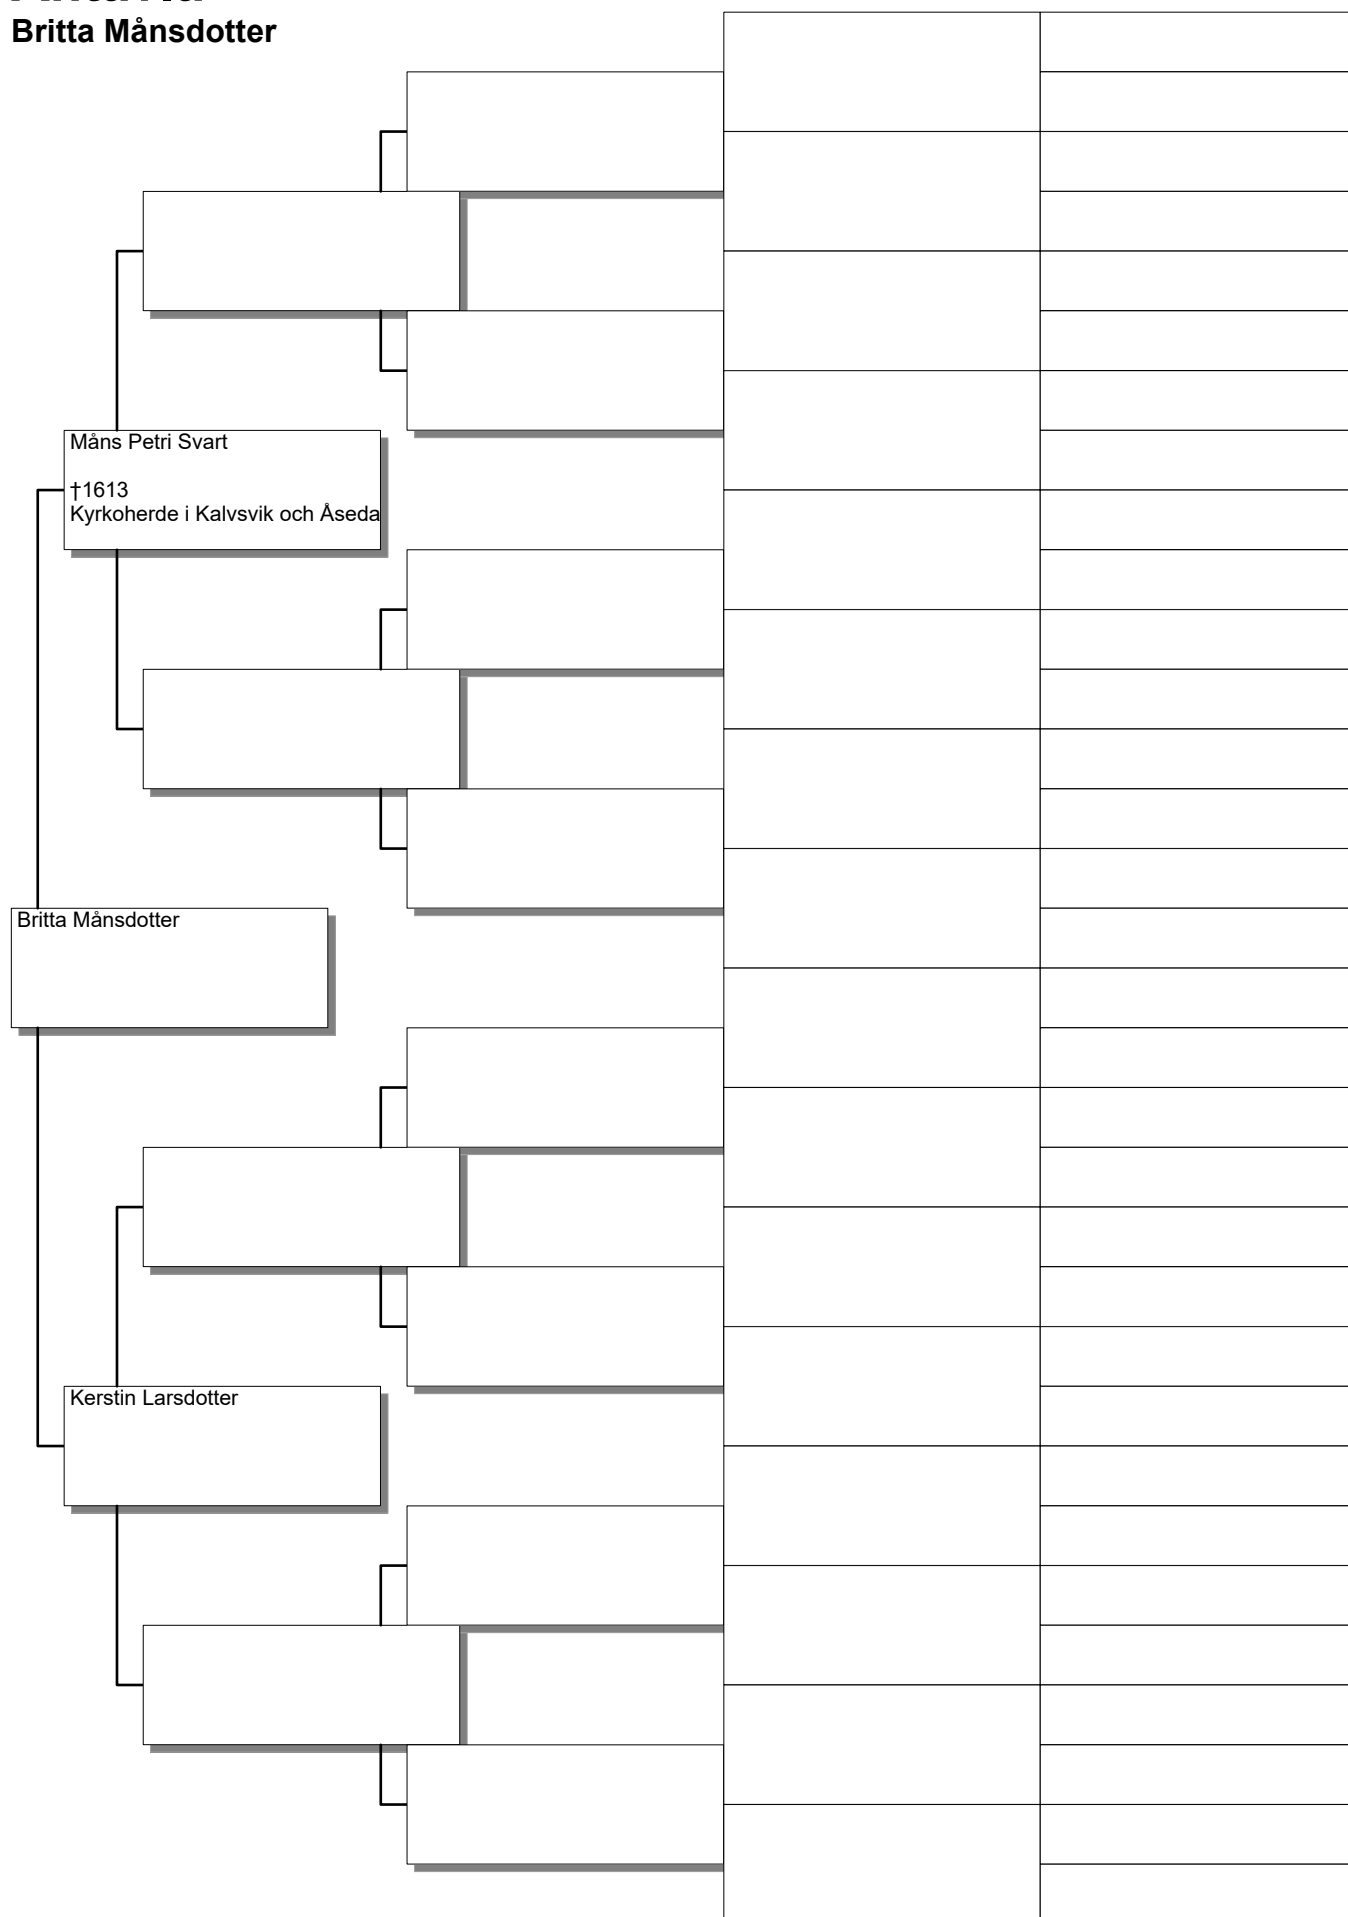 Britta Månsdotter
Måns Petri Svart
†1613
Kyrkoherde i Kalvsvik och Åseda
Britta Månsdotter
Kerstin Larsdotter